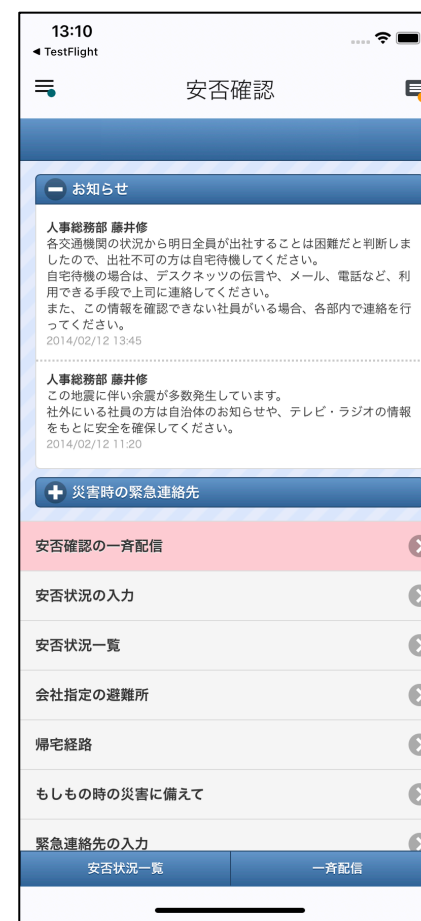 13:10
◀ TestFlight
安否確認
お知らせ
人事総務部 藤井修
各交通機関の状況から明日全員が出社することは困難だと判断しま
したので、出社不可の方は自宅待機してください。
自宅待機の場合は、デスクネッツの伝言や、メール、電話など、利
用できる手段で上司に連絡してください。
また、この情報を確認できない社員がいる場合、各部内で連絡を行
ってください。
2014/02/12 13:45
人事総務部 藤井修
この地震に伴い余震が多数発生しています。
社外にいる社員の方は自治体のお知らせや、テレビ・ラジオの情報
をもとに安全を確保してください。
2014/02/12 11:20
災害時の緊急連絡先
安否確認の一斉配信
安否状況の入力
安否状況一覧
会社指定の避難所
帰宅経路
もしもの時の災害に備えて
緊急連絡先の入力
安否状況一覧
一斉配信